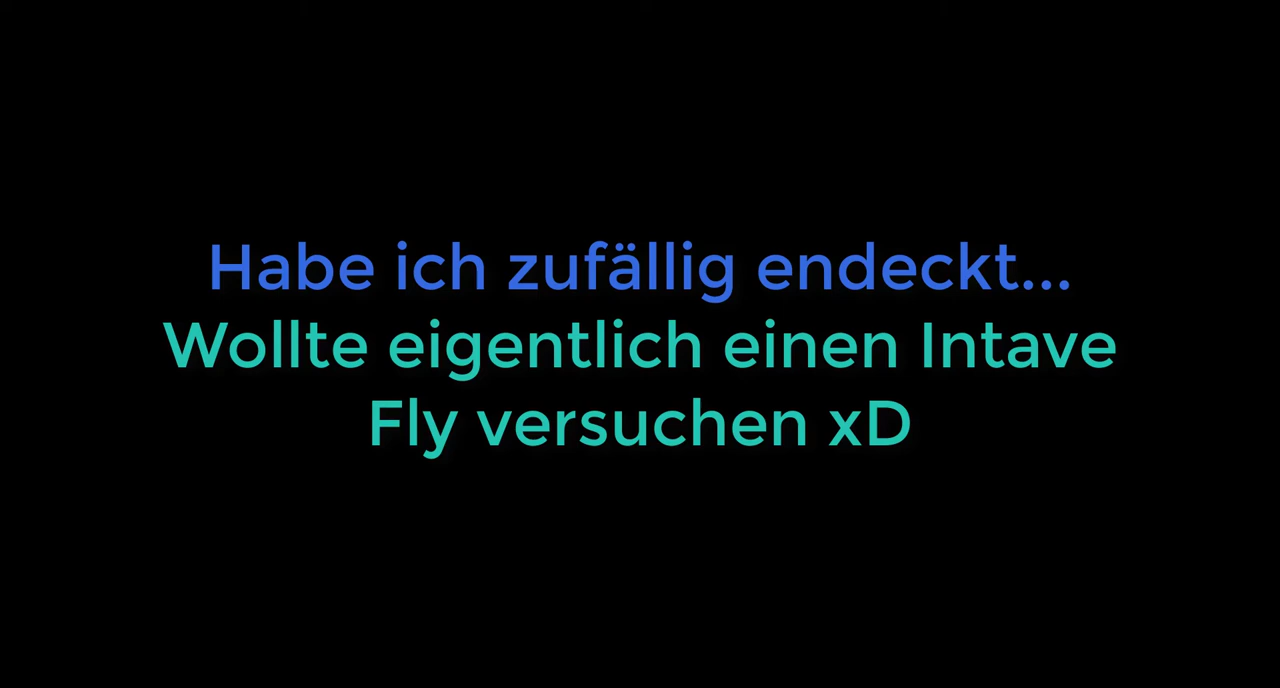 Habe ich zufällig endeckt...
Wollte eigentlich einen Intave
Fly versuchen xD